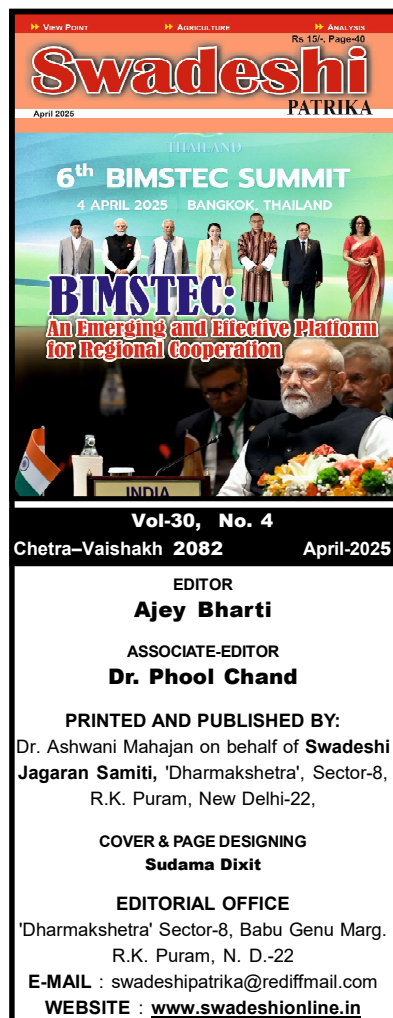 VIEW POINT AGRICULTURE ANALYSIS
Rs 15/-, Page-40
Swadeshi
PATRIKA
April 2025
THAILAND
6th BIMSTEC SUMMIT
4 APRIL 2025 BANGKOK, THAILAND
BIMSTEC:
An Emerging and Effective Platform
for Regional Cooperation
INDIA
Vol-30, No. 4
Chetra–Vaishakh 2082 April-2025
EDITOR
Ajey Bharti
ASSOCIATE-EDITOR
Dr. Phool Chand
PRINTED AND PUBLISHED BY:
Dr. Ashwani Mahajan on behalf of Swadeshi
Jagaran Samiti, 'Dharmakshetra', Sector-8,
R.K. Puram, New Delhi-22,
COVER & PAGE DESIGNING
Sudama Dixit
EDITORIAL OFFICE
'Dharmakshetra' Sector-8, Babu Genu Marg.
R.K. Puram, N. D.-22
E-MAIL : swadeshipatrika@rediffmail.com
WEBSITE : www.swadeshionline.in